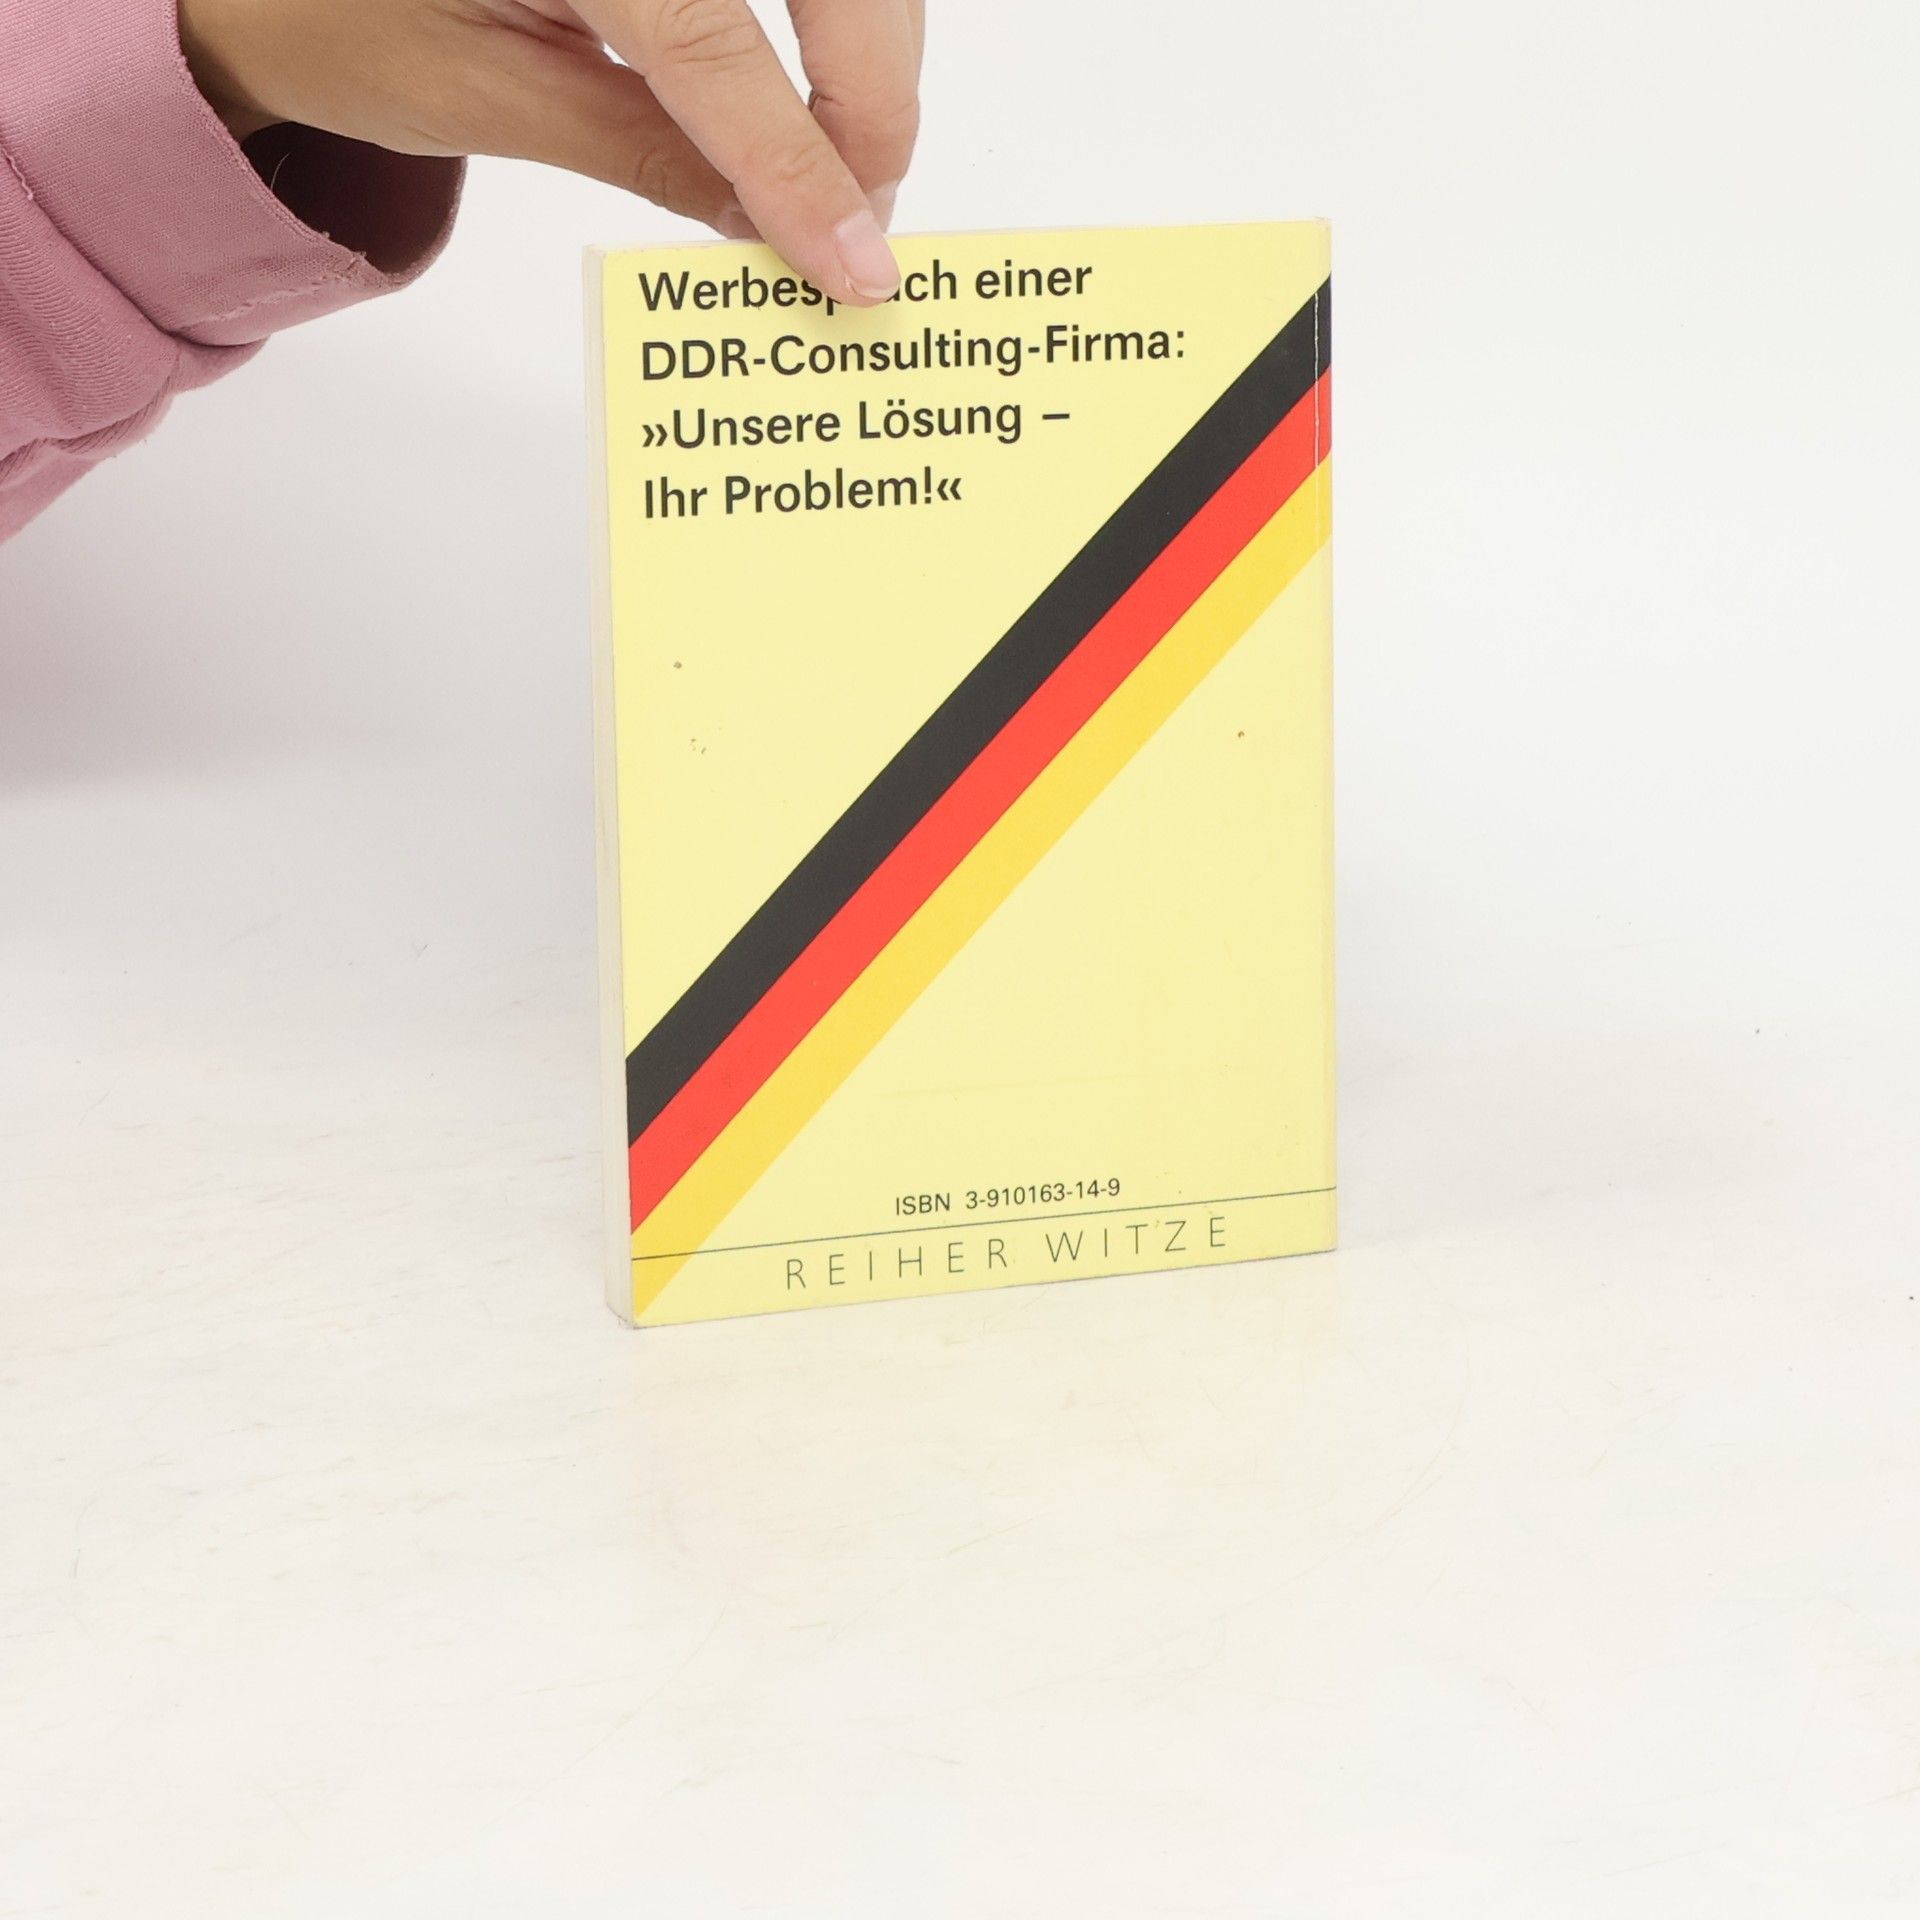 einer
DDR-Consulting-Firma:
»Unsere Lösung –
Ihr Problem!«
ISBN 3-910163-14-9
REIHER WITZE